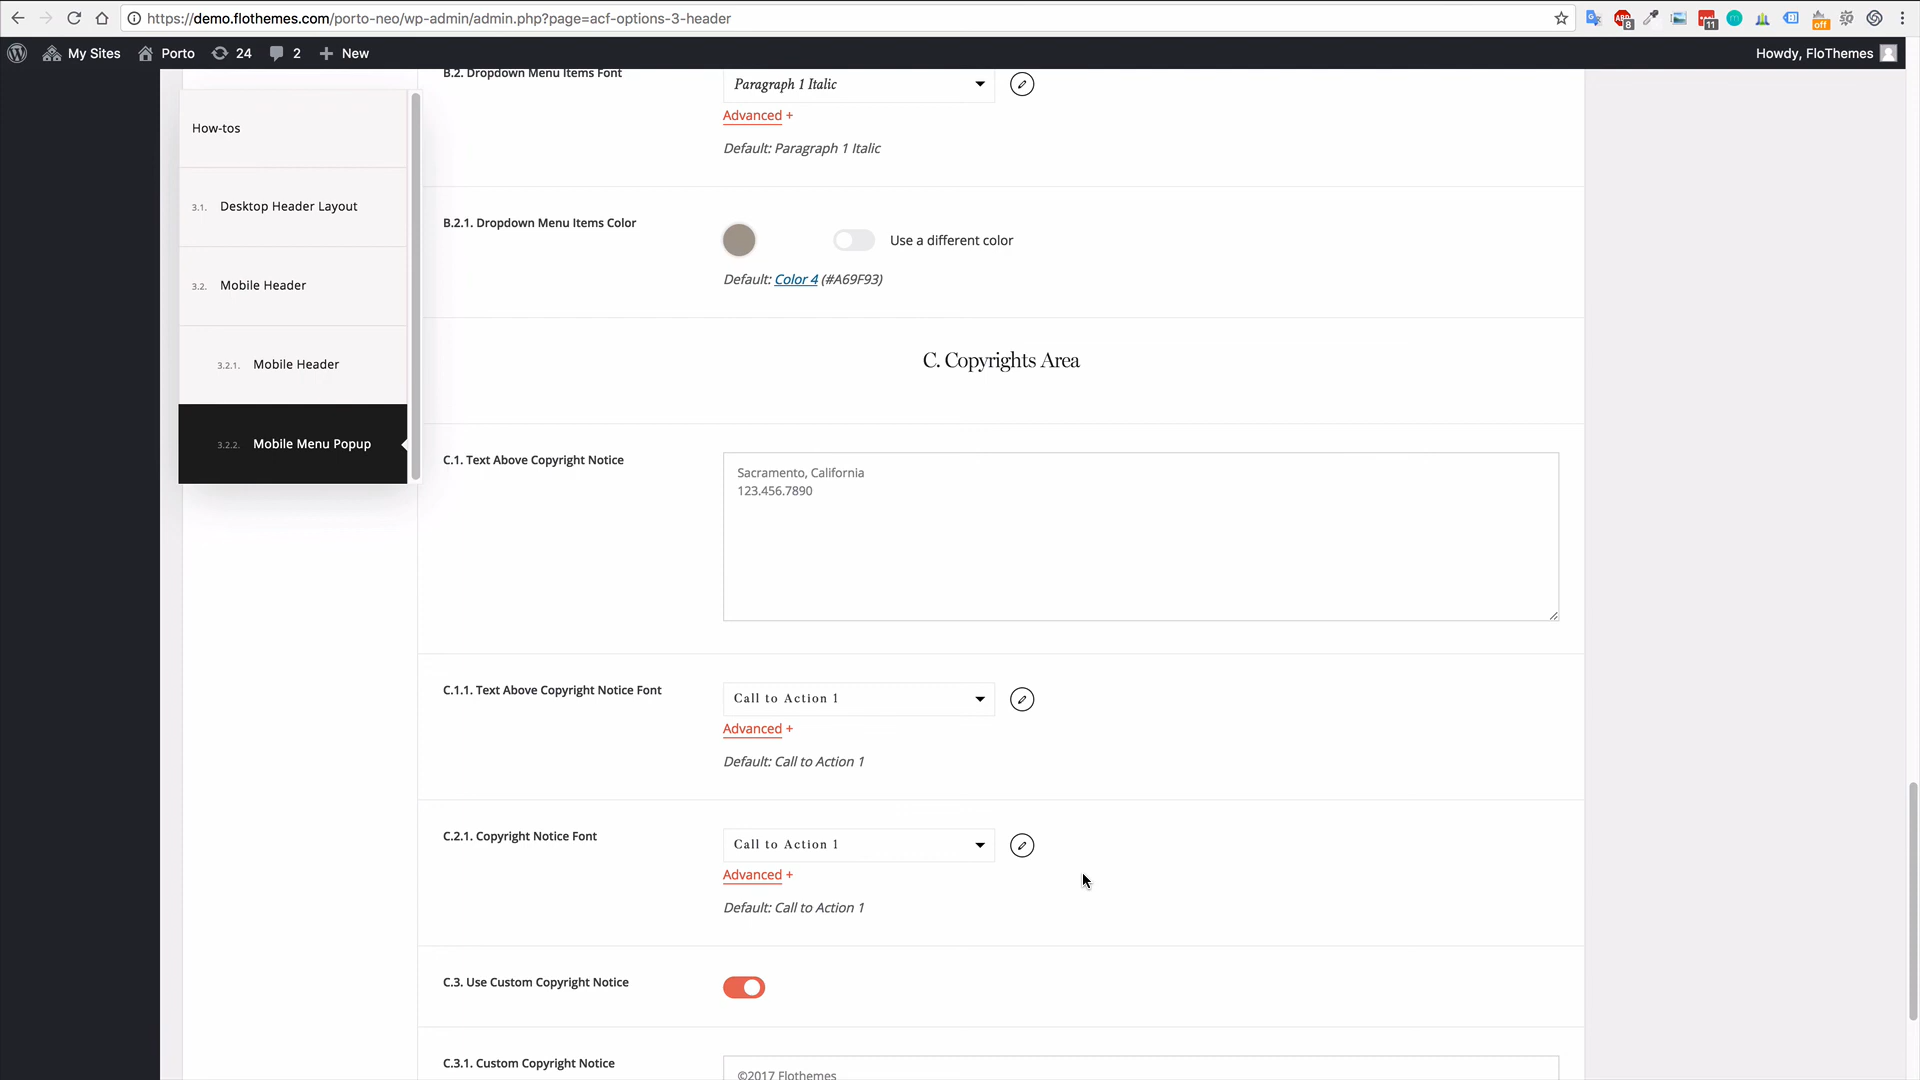 https://demo.flothemes.com/porto-neo/wp-admin/admin.php?page=acf-options-3-header
ABP
8
11
m
off
My Sites
Porto
24
2
New
Howdy, FloThemes
How-tos
3.1. Desktop Header Layout
3.2. Mobile Header
3.2.1. Mobile Header
3.2.2. Mobile Menu Popup
B.2. Dropdown Menu Items Font
Paragraph 1 Italic
Advanced +
Default: Paragraph 1 Italic
B.2.1. Dropdown Menu Items Color
Use a different color
Default: Color 4 (#A69F93)
C. Copyrights Area
C.1. Text Above Copyright Notice
Sacramento, California
123.456.7890
C.1.1. Text Above Copyright Notice Font
Call to Action 1
Advanced +
Default: Call to Action 1
C.2.1. Copyright Notice Font
Call to Action 1
Advanced +
Default: Call to Action 1
C.3. Use Custom Copyright Notice
C.3.1. Custom Copyright Notice
©2017 Flothemes